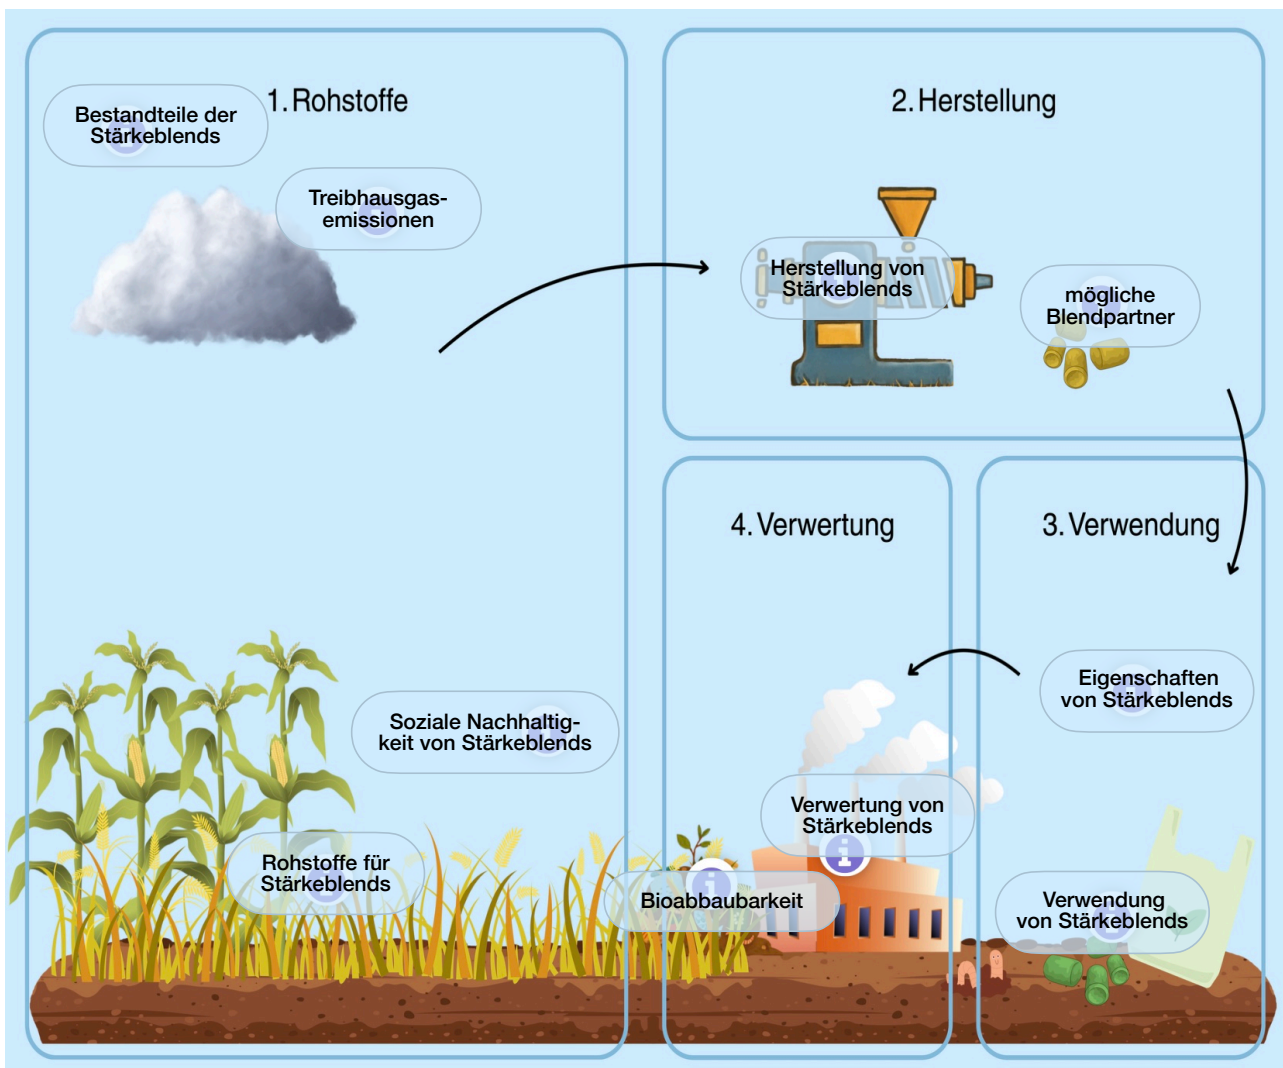 1. Rohstoffe
Bestandteile der
Stärkeblends
Treibhausgas-
emissionen
Soziale Nachhaltig-
keit von Stärkeblends
Rohstoffe für
Stärkeblends
2. Herstellung
Herstellung von
Stärkeblends
mögliche
Blendpartner
3. Verwendung
Eigenschaften
von Stärkeblends
Verwendung
von Stärkeblends
4. Verwertung
Verwertung von
Stärkeblends
Bioabbaubarkeit